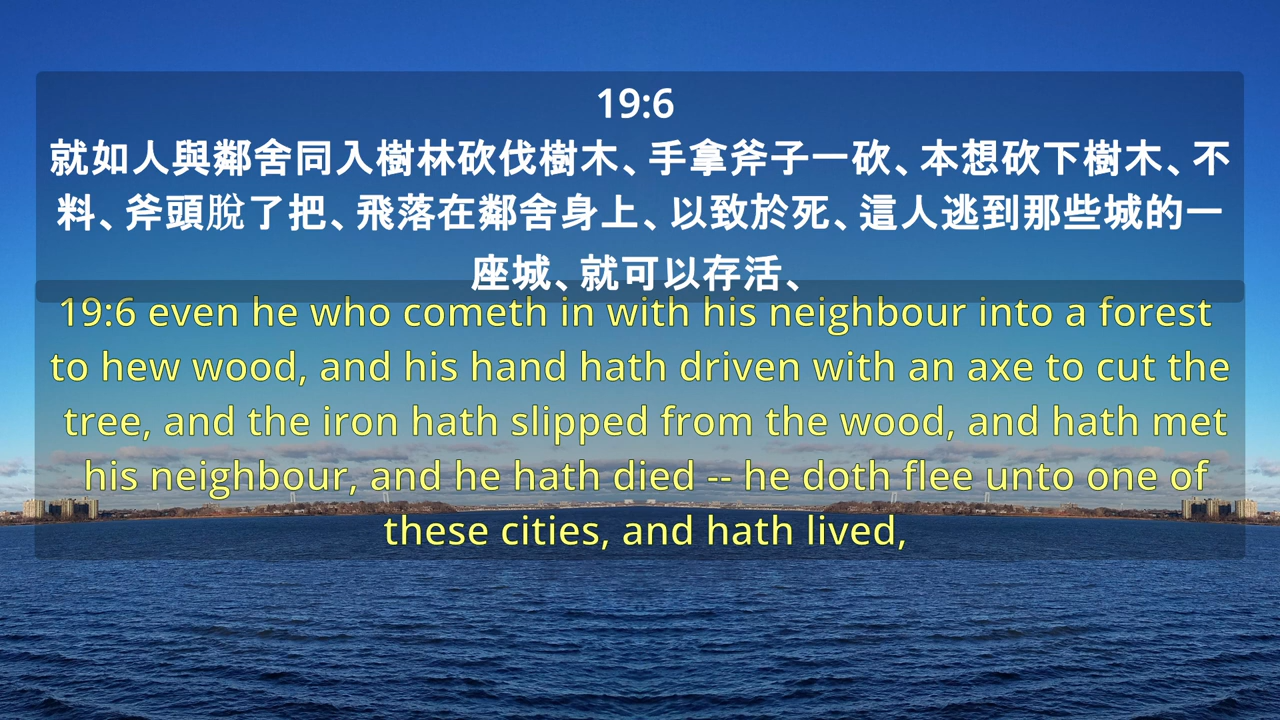 19:6
就如人與鄰舍同入樹林砍伐樹木、手拿斧子一砍、本想砍下樹木、不
料、斧頭脫了把、飛落在鄰舍身上、以致於死、這人逃到那些城的一
座城、就可以存活、
19:6 even he who cometh in with his neighbour into a forest
to hew wood, and his hand hath driven with an axe to cut the
tree, and the iron hath slipped from the wood, and hath met
his neighbour, and he hath died -- he doth flee unto one of
these cities, and hath lived,